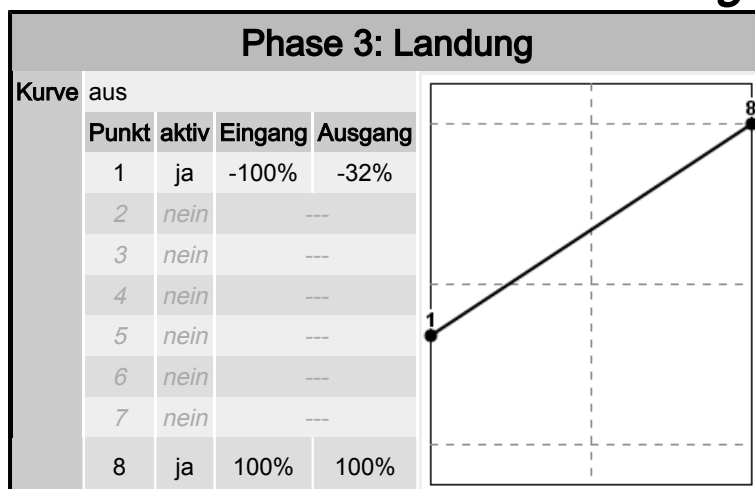 Phase 3: Landung
Kurve aus
Punkt aktiv Eingang Ausgang
1 ja -100% -32%
2 nein ---
3 nein ---
4 nein ---
5 nein ---
6 nein ---
7 nein ---
8 ja 100% 100%
8
1